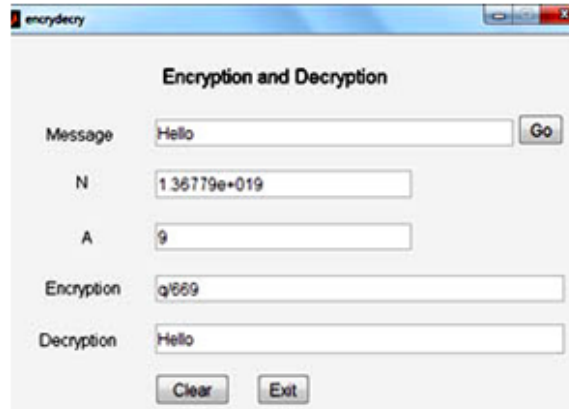 encrydecry
Encryption and Decryption
Message Hello Go
N 1.36779e+019
A 9
Encryption q/669
Decryption Hello
Clear Exit